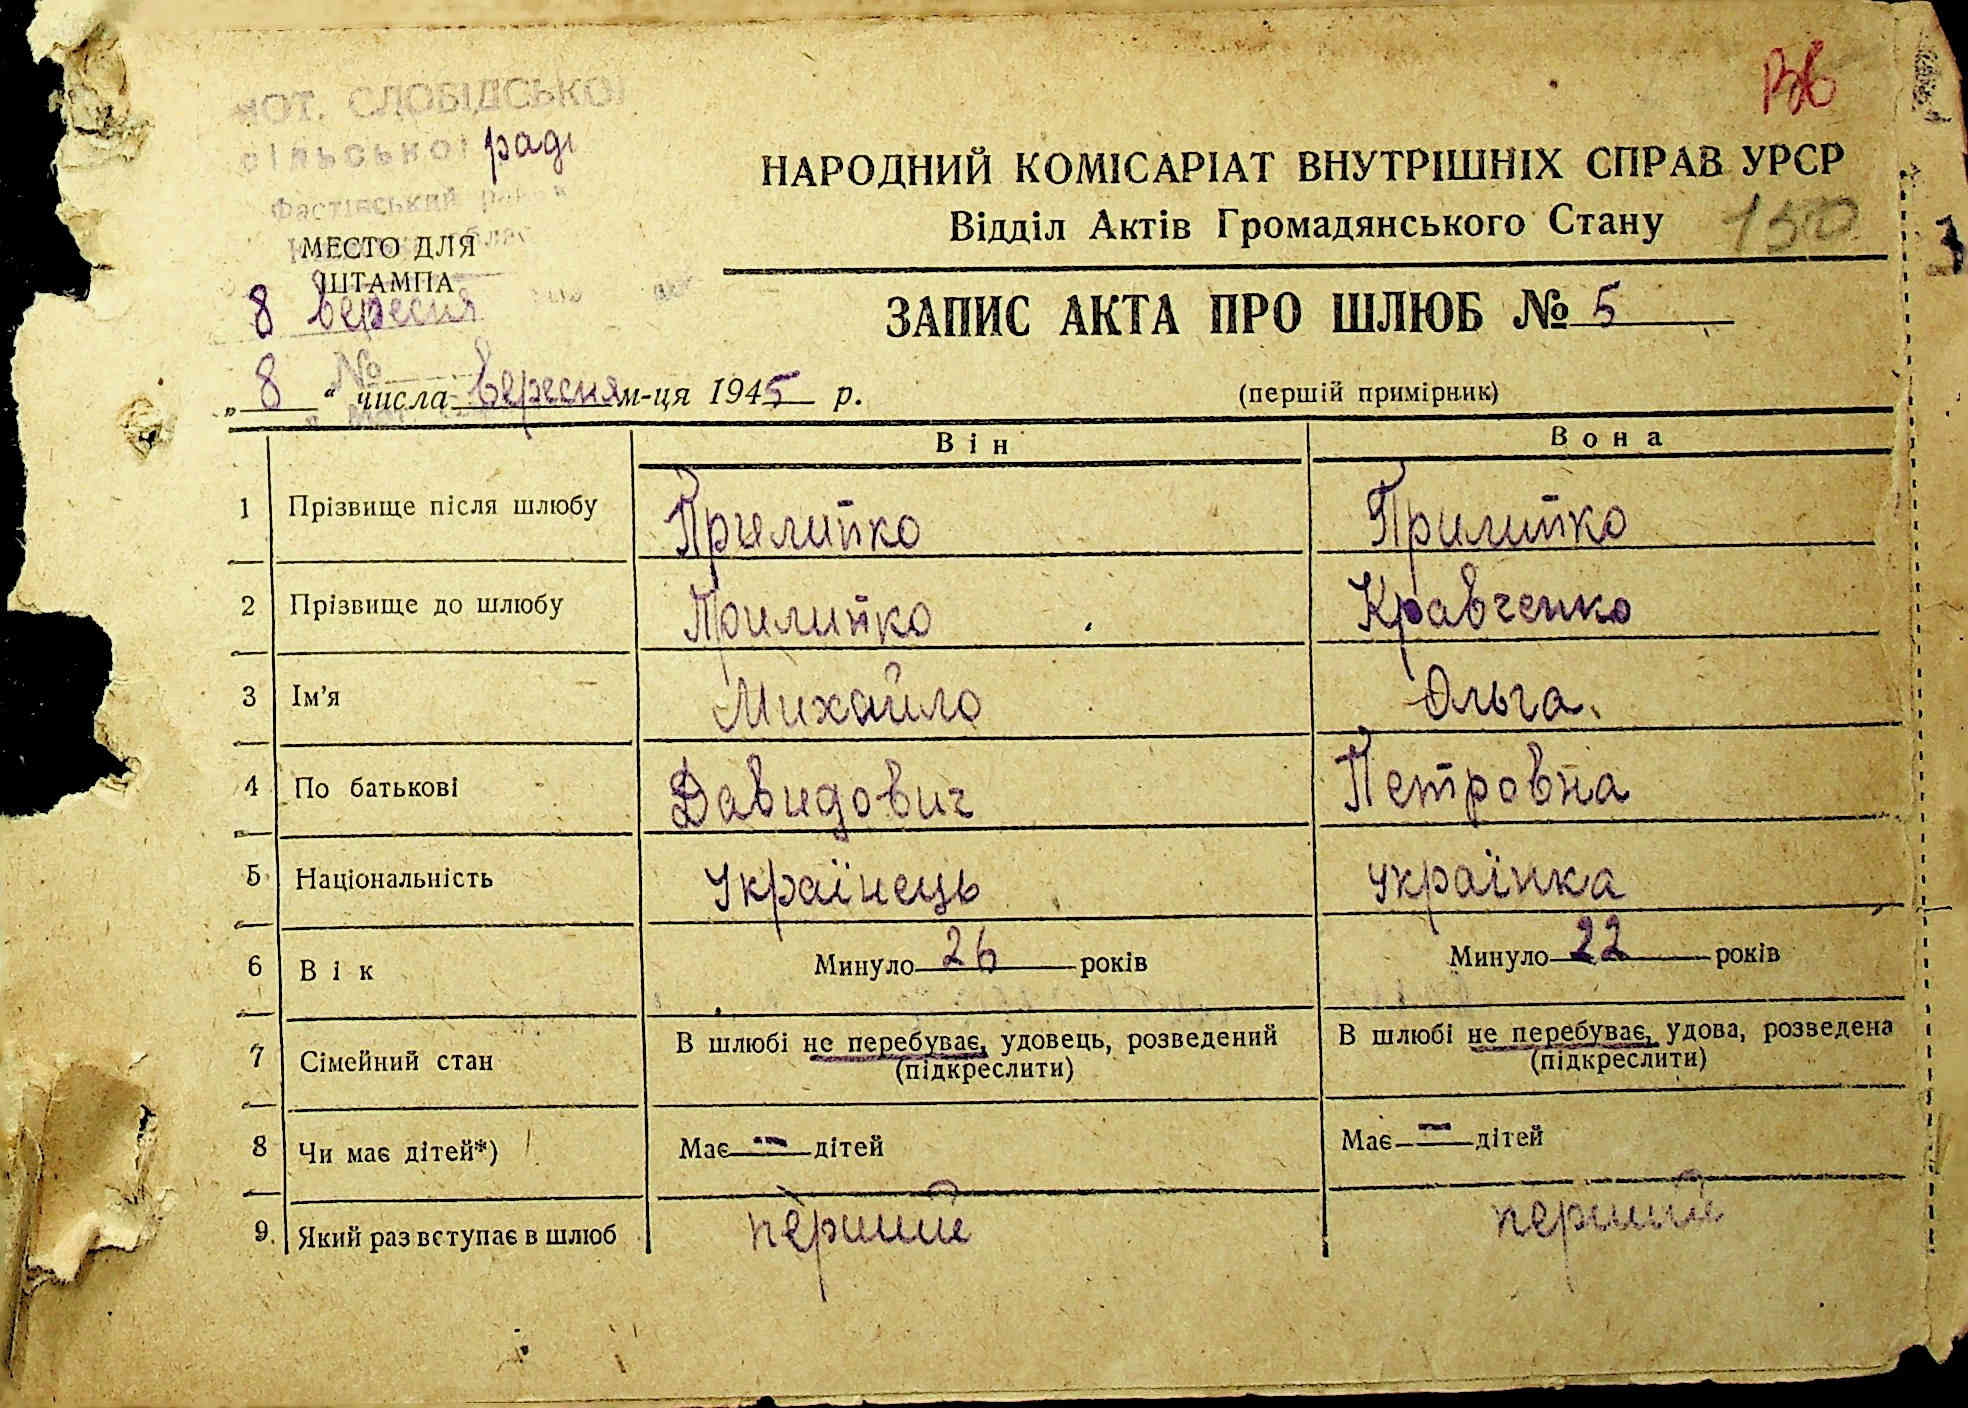 РВ
НАРОДНИЙ КОМІСАРІАТ ВНУТРІШНІХ СПРАВ УРСР
Відділ Актів Громадянського Стану
150
ЗАПИС АКТА ПРО ШЛЮБ № 5
(перший примірник)
СЛОБІДСЬКОЇ
сільської раді
Фастівський
МЕСТО ДЛЯ
ШТАМПА
8 вересня
№
„ 8 “ числа вересня м-ця 1945 р.
Він Вона
1 Прізвище після шлюбу Прилипко Прилипко
2 Прізвище до шлюбу Прилипко Кравченко
3 Ім’я Михайло Ольга
4 По батькові Давидович Петровна
5 Національність Українець українка
6 Вік Минуло 26 років Минуло 22 років
7 Сімейний стан В шлюбі не перебуває, удовець, розведений В шлюбі не перебуває, удова, розведена
(підкреслити) (підкреслити)
8 Чи має дітей*) Має — дітей Має — дітей
9. Який раз вступає в шлюб перший перший